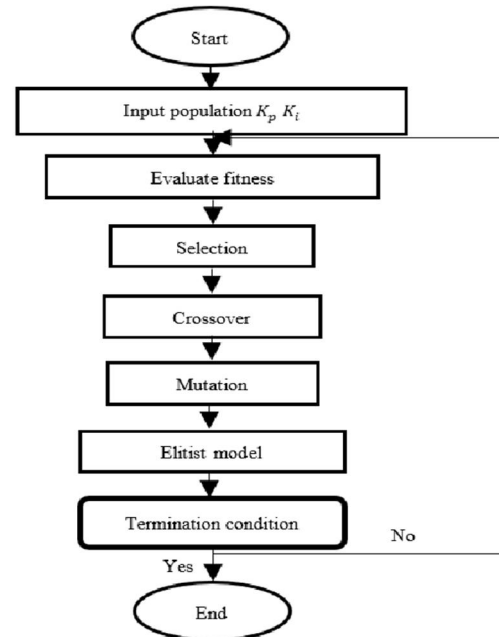 Start
Input population K_p K_i
Evaluate fitness
Selection
Crossover
Mutation
Elitist model
Termination condition
No
Yes
End